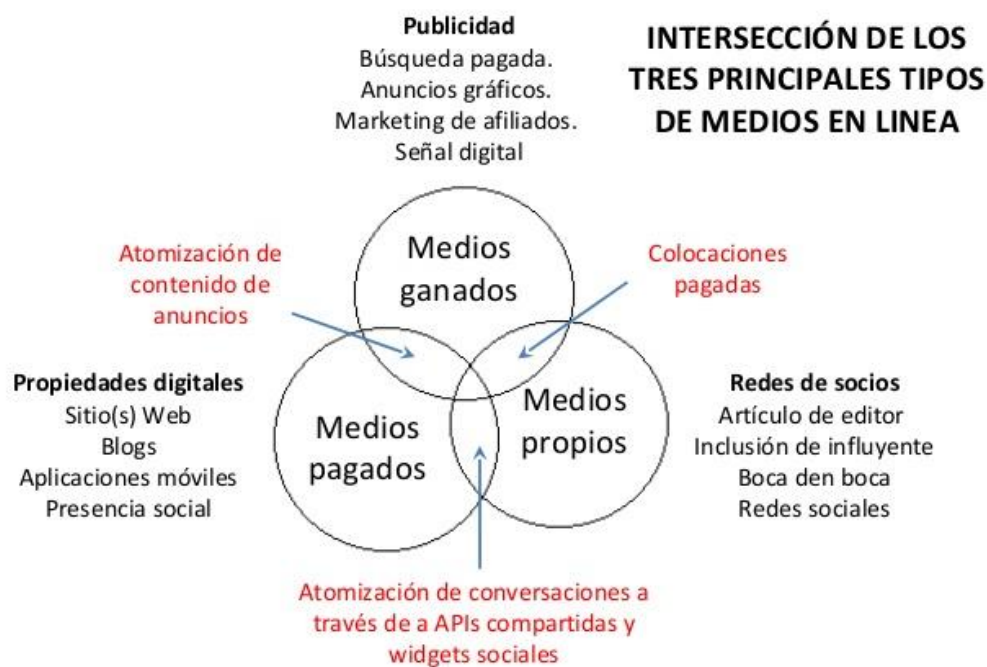 Publicidad
Búsqueda pagada.
Anuncios gráficos.
Marketing de afiliados.
Señal digital
INTERSECCIÓN DE LOS
TRES PRINCIPALES TIPOS
DE MEDIOS EN LINEA
Atomización de
contenido de
anuncios
Medios
ganados
Colocaciones
pagadas
Propiedades digitales
Sitio(s) Web
Blogs
Aplicaciones móviles
Presencia social
Medios
pagados
Medios
propios
Redes de socios
Artículo de editor
Inclusión de influyente
Boca den boca
Redes sociales
Atomización de conversaciones a
través de a APIs compartidas y
widgets sociales